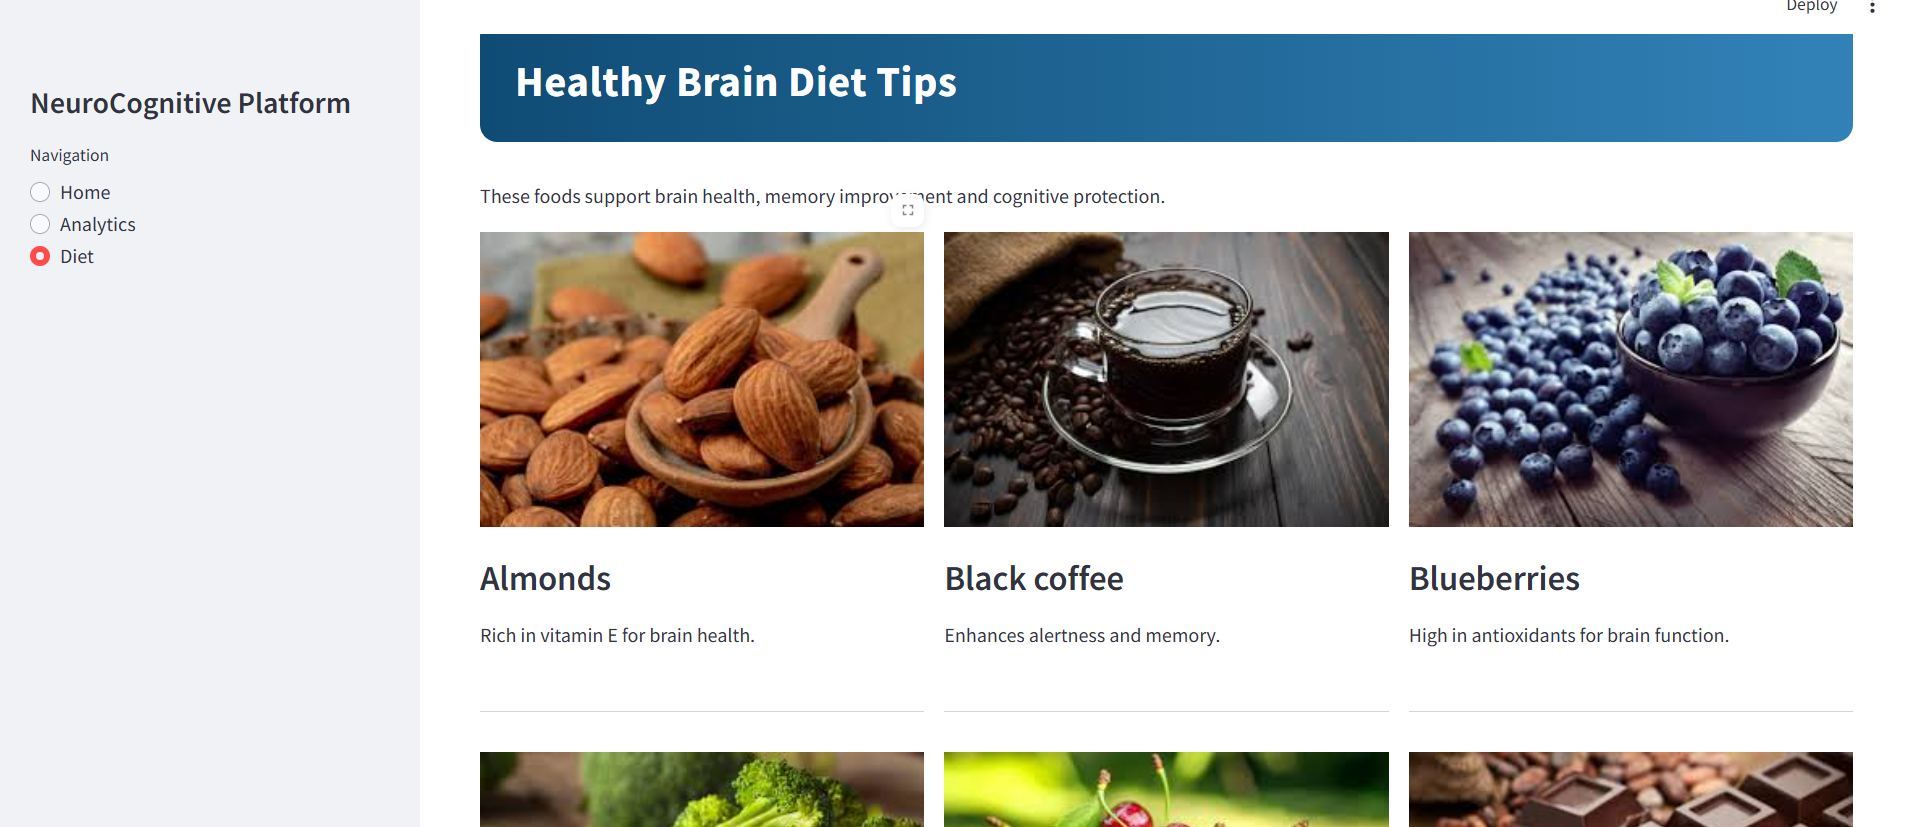 Deploy
NeuroCognitive Platform
Navigation
Home
Analytics
Diet
Healthy Brain Diet Tips
These foods support brain health, memory improvement and cognitive protection.
Almonds
Rich in vitamin E for brain health.
Black coffee
Enhances alertness and memory.
Blueberries
High in antioxidants for brain function.